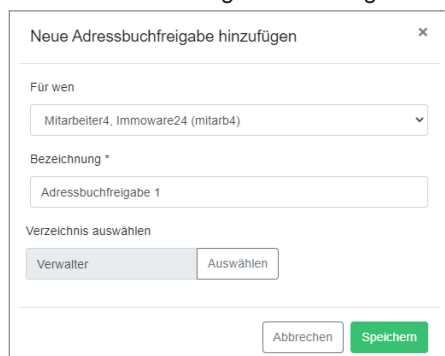 Neue Adressbuchfreigabe hinzufügen ×
Für wen
Mitarbeiter4, Immoware24 (mitarb4)
Bezeichnung *
Adressbuchfreigabe 1
Verzeichnis auswählen
Verwalter Auswählen
Abbrechen Speichern